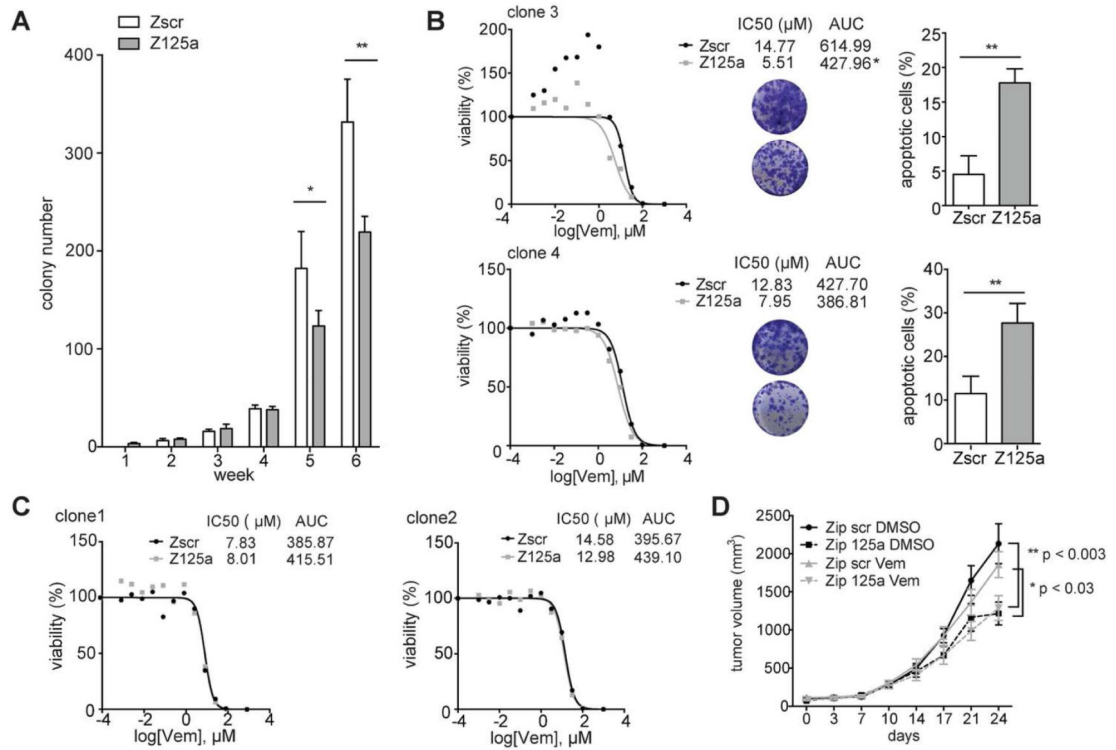 A
Zscr
Z125a
colony number
400
300
200
100
0
*
**
1 2 3 4 5 6
week
B
clone 3
viability (%)
200
150
100
50
0
-4 -2 0 2 4
log[Vem], µM
IC50 (µM) AUC
Zscr 14.77 614.99
Z125a 5.51 427.96*
apoptotic cells (%)
25
20
15
10
5
0
**
Zscr Z125a
clone 4
viability (%)
150
100
50
0
-4 -2 0 2 4
log[Vem], µM
IC50 (µM) AUC
Zscr 12.83 427.70
Z125a 7.95 386.81
apoptotic cells (%)
40
30
20
10
0
**
Zscr Z125a
C
clone1
IC50 ( µM) AUC
Zscr 7.83 385.87
Z125a 8.01 415.51
viability (%)
150
100
50
0
-4 -2 0 2 4
log[Vem], µM
clone2
IC50 ( µM) AUC
Zscr 14.58 395.67
Z125a 12.98 439.10
viability (%)
150
100
50
0
-4 -2 0 2 4
log[Vem], µM
D
Zip scr DMSO
Zip 125a DMSO
Zip scr Vem
Zip 125a Vem
tumor volume (mm³)
2500
2000
1500
1000
500
0
** p < 0.003
* p < 0.03
0 3 7 10 14 17 21 24
days